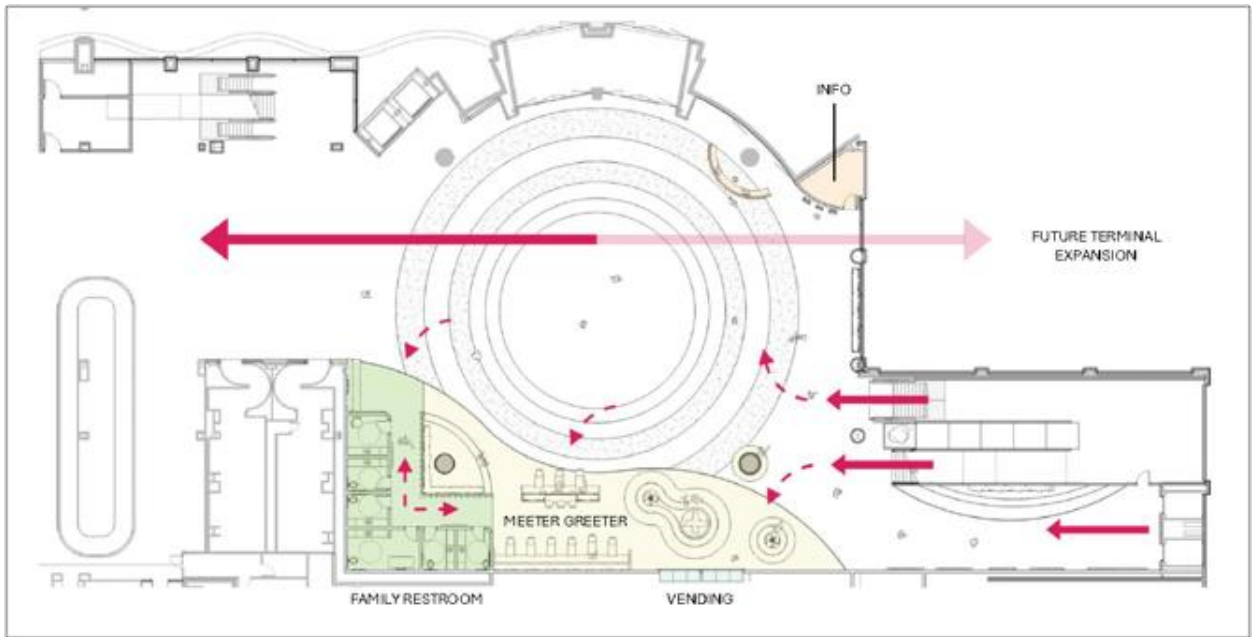 INFO
FUTURE TERMINAL
EXPANSION
MEETER GREETER
FAMILY RESTROOM
VENDING